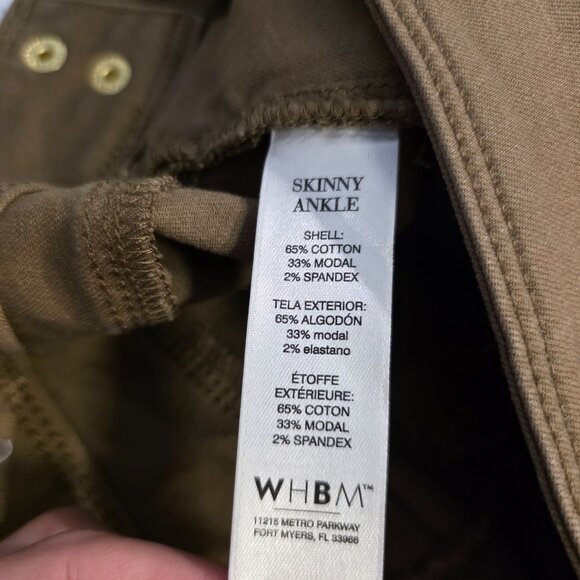 SKINNY
ANKLE
SHELL:
65% COTTON
33% MODAL
2% SPANDEX
TELA EXTERIOR:
65% ALGODÓN
33% modal
2% elastano
ÉTOFFE
EXTÉRIEURE:
65% COTON
33% MODAL
2% SPANDEX
WHBM™
11215 METRO PARKWAY
FORT MYERS, FL 33966